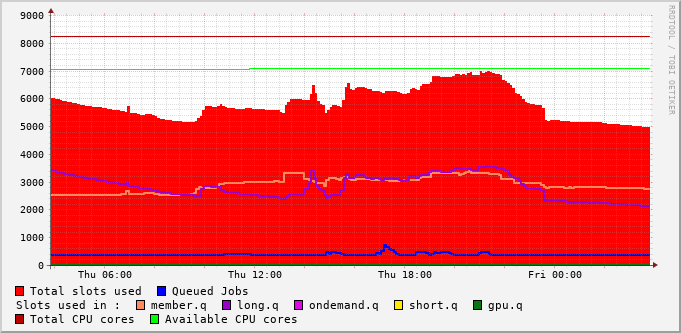 9000
8000
7000
6000
5000
4000
3000
2000
1000
0
Thu 06:00 Thu 12:00 Thu 18:00 Fri 00:00
RRDTOOL / TOBI OETIKER
Total slots used Queued Jobs
Slots used in : member.q long.q ondemand.q short.q gpu.q
Total CPU cores Available CPU cores